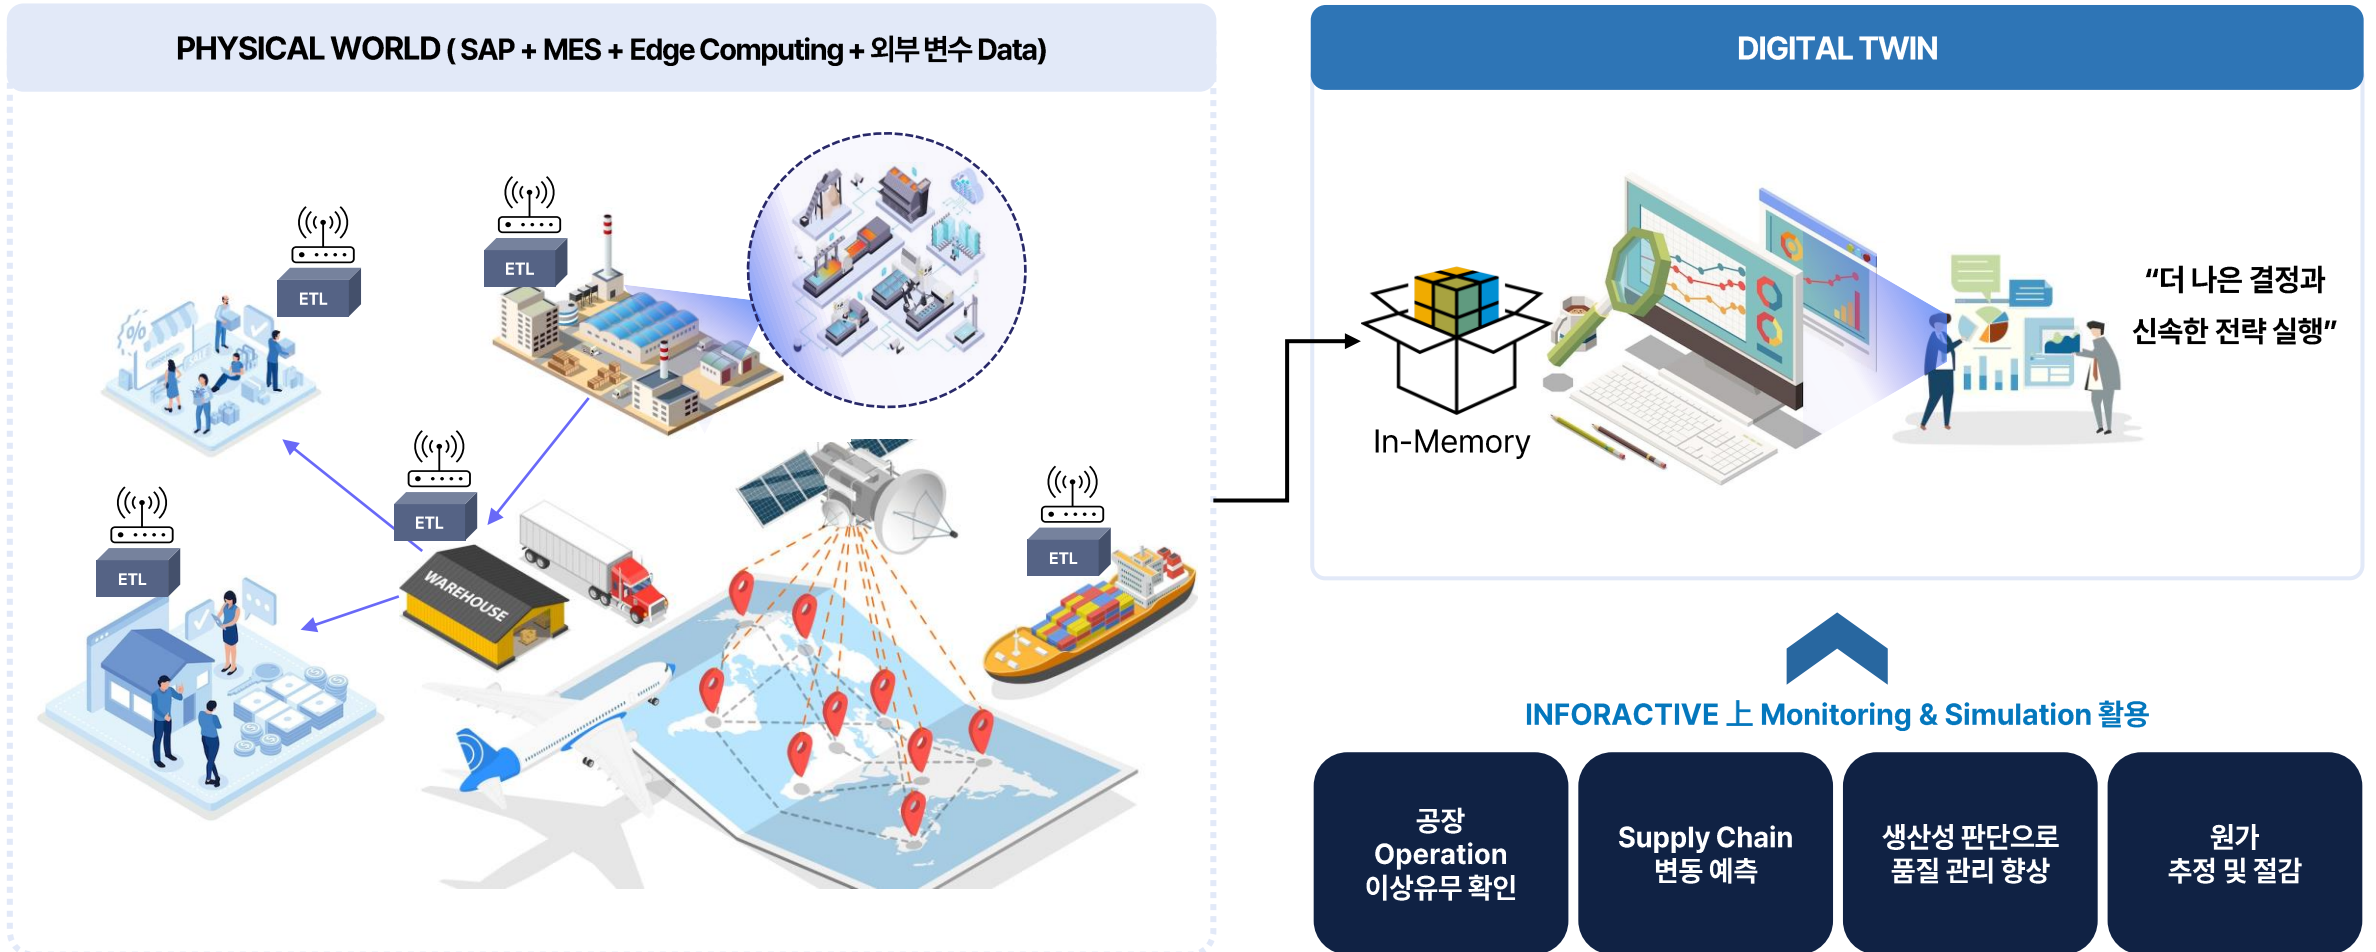 PHYSICAL WORLD ( SAP + MES + Edge Computing + 외부 변수 Data)
DIGITAL TWIN
ETL
ETL
ETL
ETL
ETL
WAREHOUSE
%
In-Memory
“더 나은 결정과
신속한 전략 실행”
INFORACTIVE 上 Monitoring & Simulation 활용
공장
Operation
이상유무 확인
Supply Chain
변동 예측
생산성 판단으로
품질 관리 향상
원가
추정 및 절감